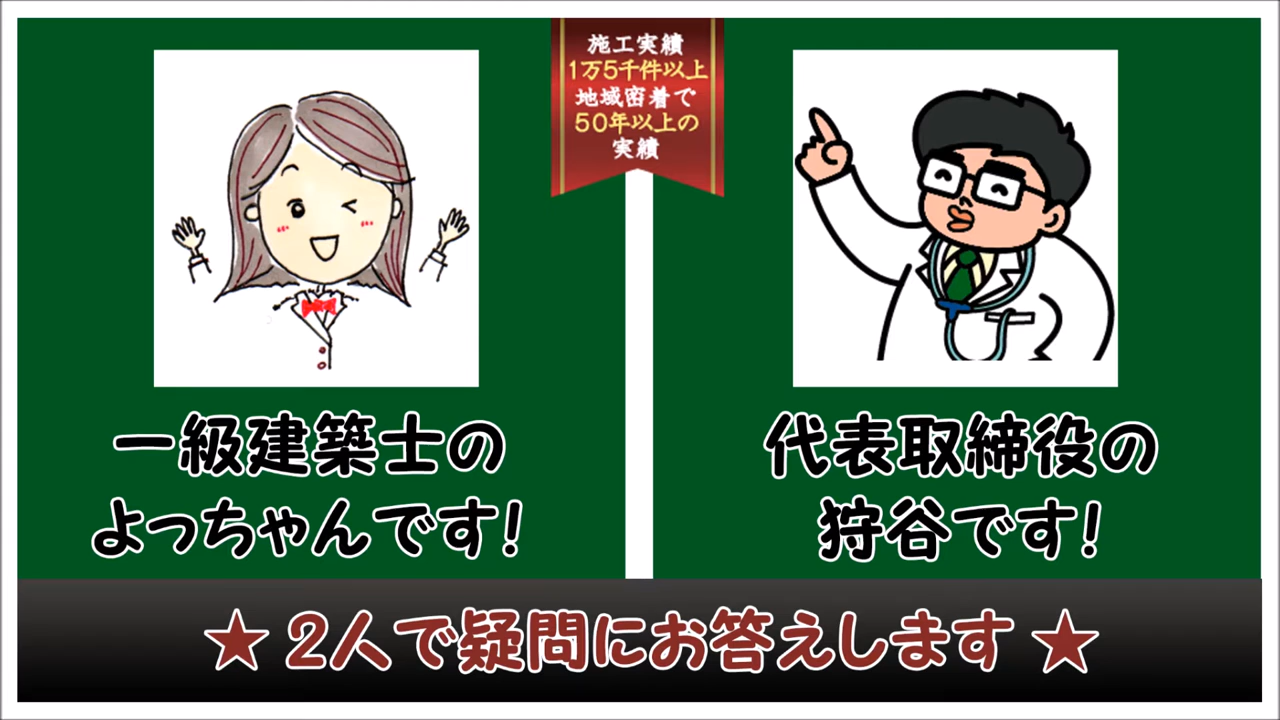 施工実績
1万5千件以上
地域密着で
50年以上の
実績
一級建築士の
よっちゃんです!
代表取締役の
狩谷です!
★ 2人で疑問にお答えします ★